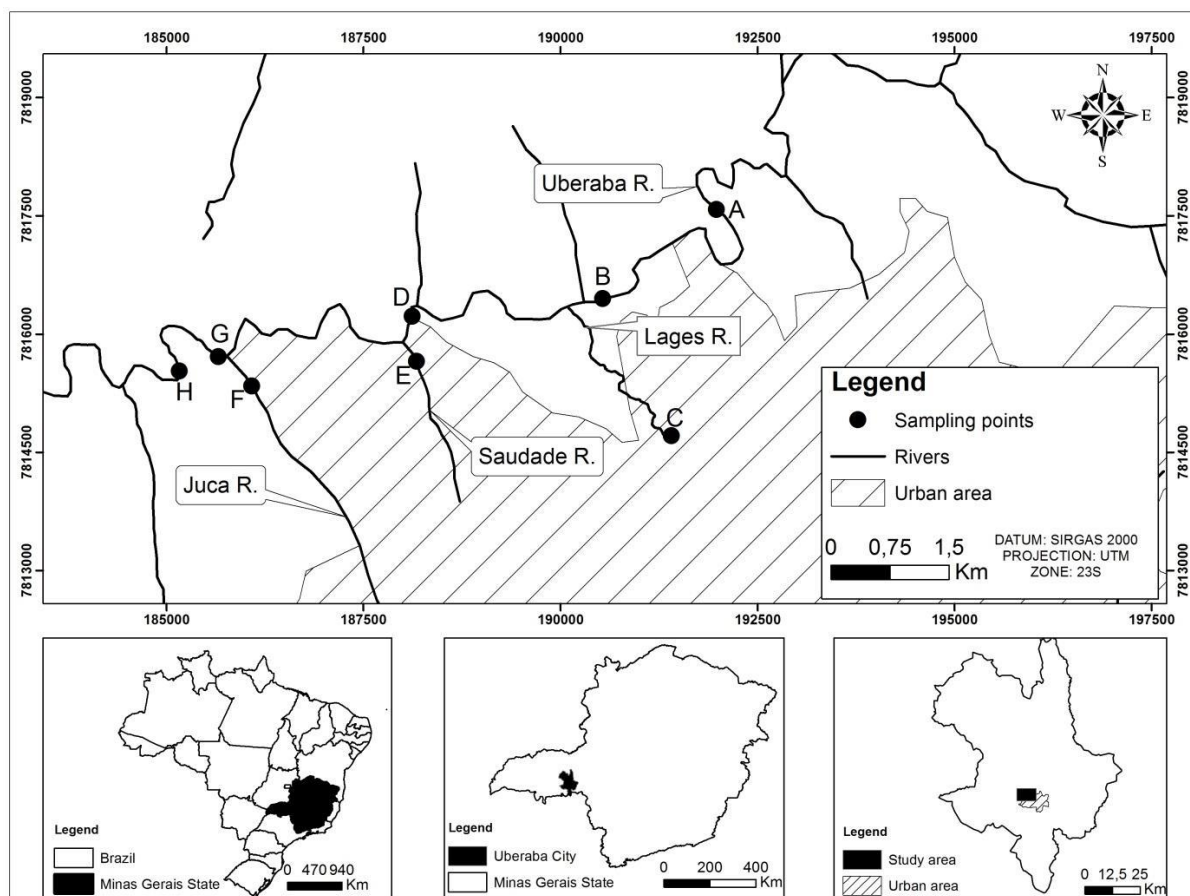 185000 187500 190000 192500 195000 197500
7819000 7819000
N
W E
S
Uberaba R.
A
7817500 7817500
B
D
7816000 7816000
G
Lages R.
E
H
F
Legend
Sampling points
Saudade R.
7814500 7814500
Rivers
Juca R.
Urban area
0 0,75 1,5
Km
DATUM: SIRGAS 2000
PROJECTION: UTM
ZONE: 23S
C
7813000 7813000
185000 187500 190000 192500 195000 197500
Legend
Brazil
Minas Gerais State
0 470 940
Km
Legend
Uberaba City
Minas Gerais State
0 200 400
Km
Legend
Study area
Urban area
0 12,5 25
Km